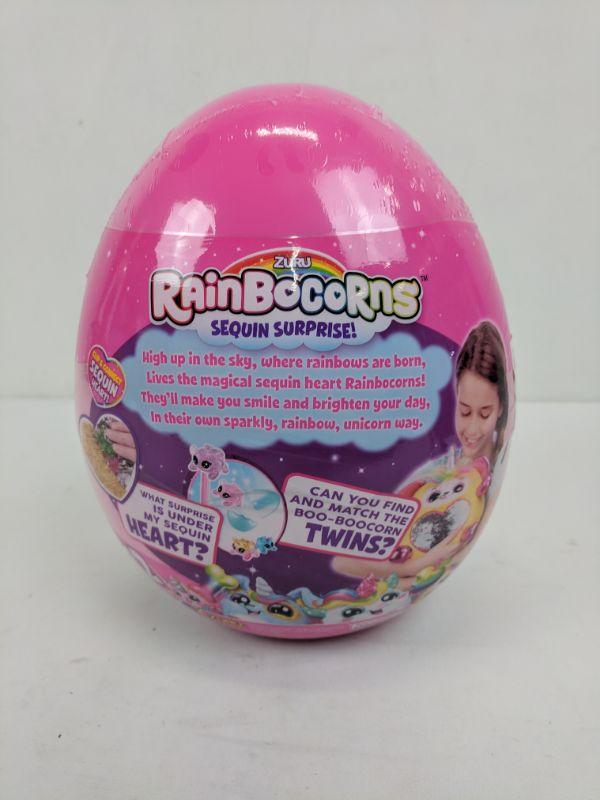 ZURU
RAINBOCORNS™
SEQUIN SURPRISE!
High up in the sky, where rainbows are born,
Lives the magical sequin heart Rainbocorns!
They'll make you smile and brighten your day,
In their own sparkly, rainbow, unicorn way.
SEQUIN
WHAT SURPRISE
IS UNDER
MY SEQUIN
HEART?
CAN YOU FIND
AND MATCH THE
BOO-BOOCORN
TWINS?